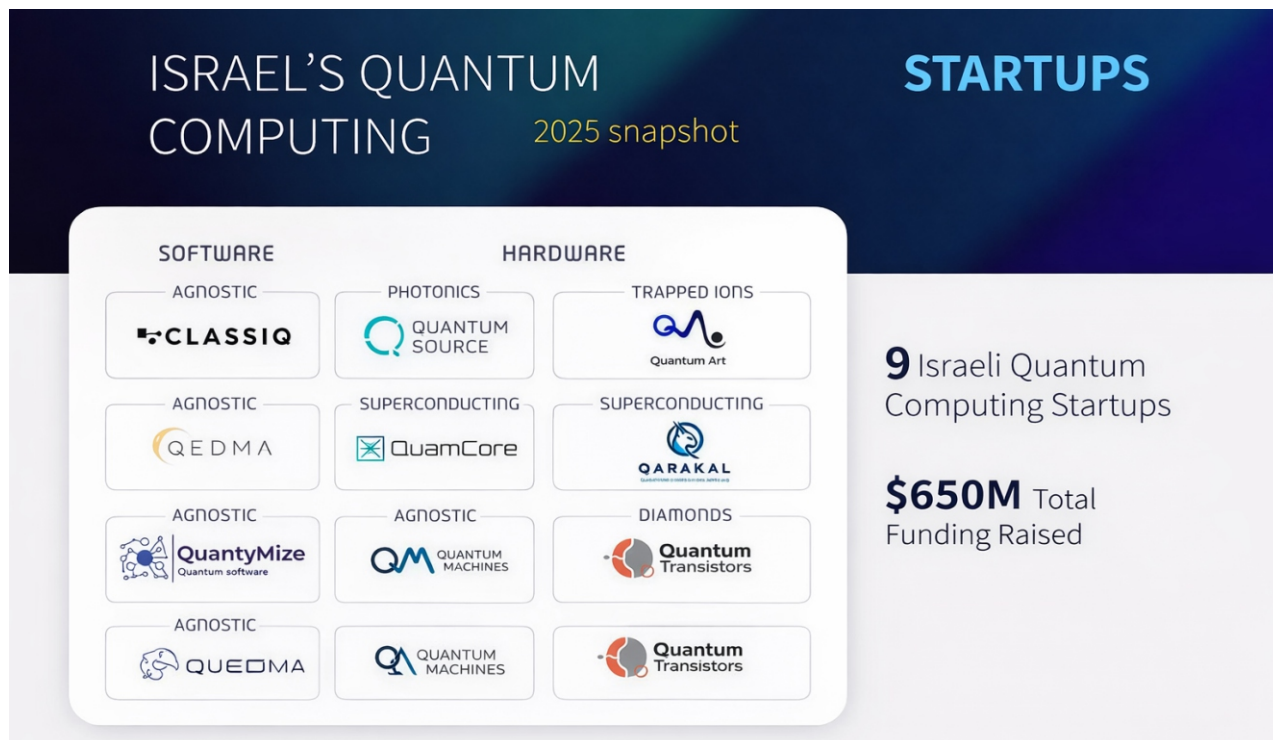 ISRAEL'S QUANTUM
COMPUTING
2025 snapshot
STARTUPS
SOFTWARE
HARDWARE
AGNOSTIC
CLASSIQ
PHOTONICS
QUANTUM
SOURCE
TRAPPED IONS
Quantum Art
AGNOSTIC
QEDMA
SUPERCONDUCTING
QuamCore
SUPERCONDUCTING
QARAKAL
AGNOSTIC
QuantyMize
Quantum software
AGNOSTIC
QM QUANTUM
MACHINES
DIAMONDS
Quantum
Transistors
AGNOSTIC
QUEDMA
QUANTUM
MACHINES
Quantum
Transistors
9 Israeli Quantum
Computing Startups
$650M Total
Funding Raised